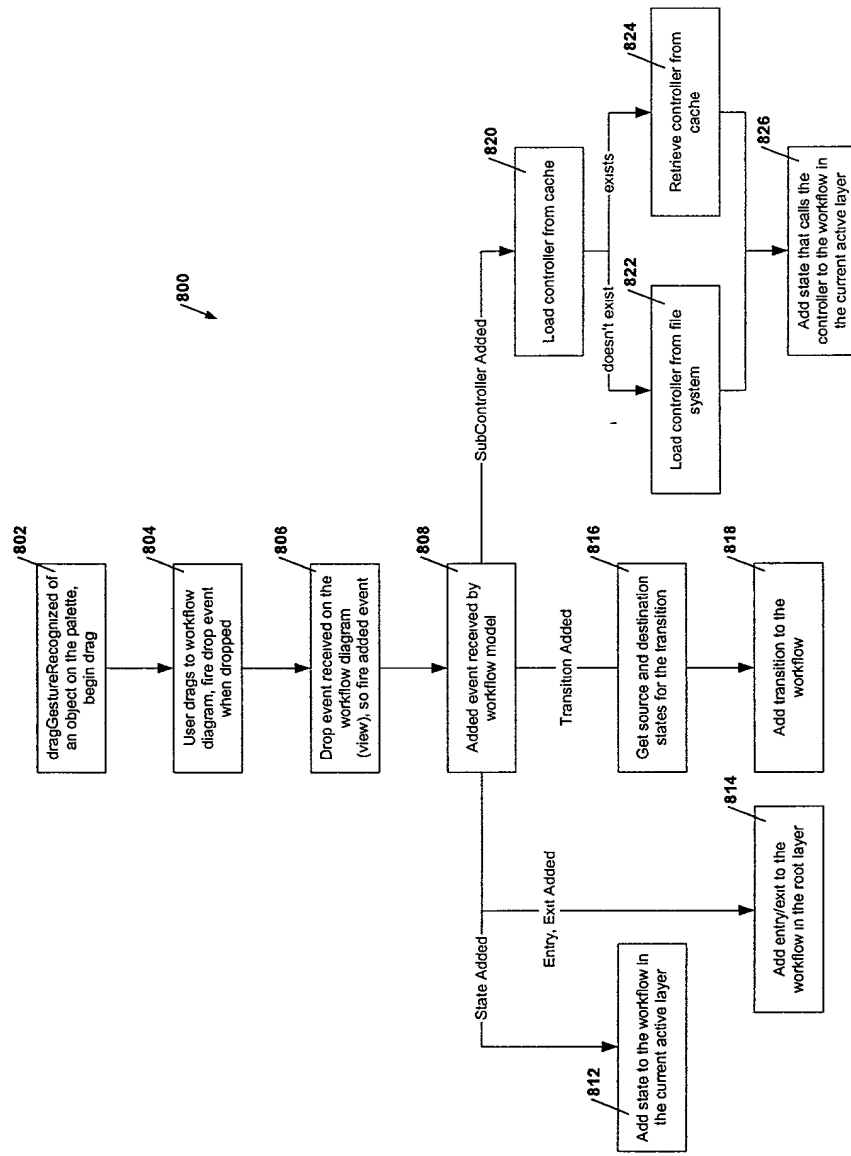 800
802
dragGestureRecognized of
an object on the palette,
begin drag
804
User drags to workflow
diagram, fire drop event
when dropped
806
Drop event received on the
workflow diagram
(view), so fire added event
808
Added event received by
workflow model
State Added
Entry, Exit Added
Transition Added
SubController Added
812
Add state to the workflow in
the current active layer
814
Add entry/exit to the
workflow in the root layer
816
Get source and destination
states for the transition
818
Add transition to the
workflow
820
Load controller from cache
doesn't exist
exists
822
Load controller from file
system
824
Retrieve controller from
cache
826
Add state that calls the
controller to the workflow in
the current active layer